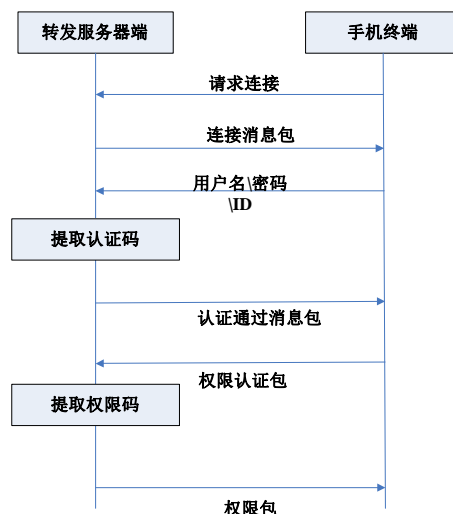 转发服务器端
手机终端
请求连接
连接消息包
用户名\密码
\ID
提取认证码
认证通过消息包
权限认证包
提取权限码
权限包